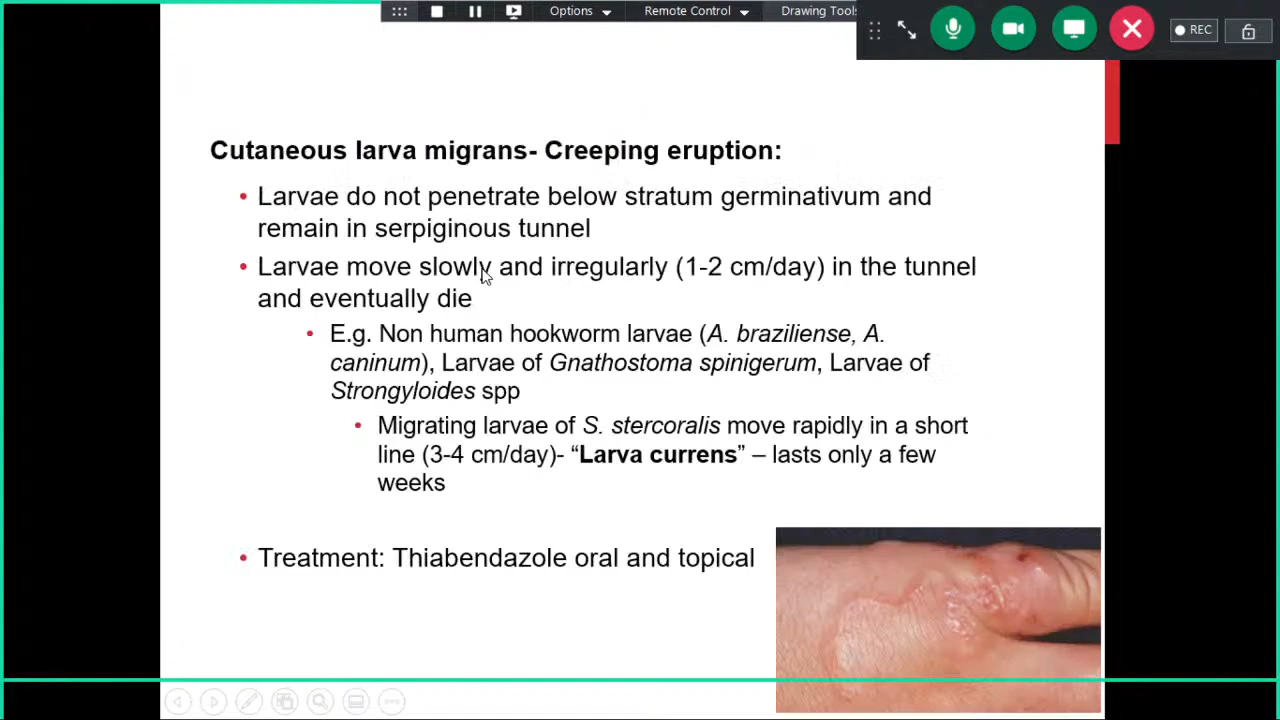 Options
Remote Control
Drawing Tools
REC
Cutaneous larva migrans- Creeping eruption:
• Larvae do not penetrate below stratum germinativum and
remain in serpiginous tunnel
• Larvae move slowly and irregularly (1-2 cm/day) in the tunnel
and eventually die
• E.g. Non human hookworm larvae (A. braziliense, A.
caninum), Larvae of Gnathostoma spinigerum, Larvae of
Strongyloides spp
• Migrating larvae of S. stercoralis move rapidly in a short
line (3-4 cm/day)- “Larva currens” – lasts only a few
weeks
• Treatment: Thiabendazole oral and topical